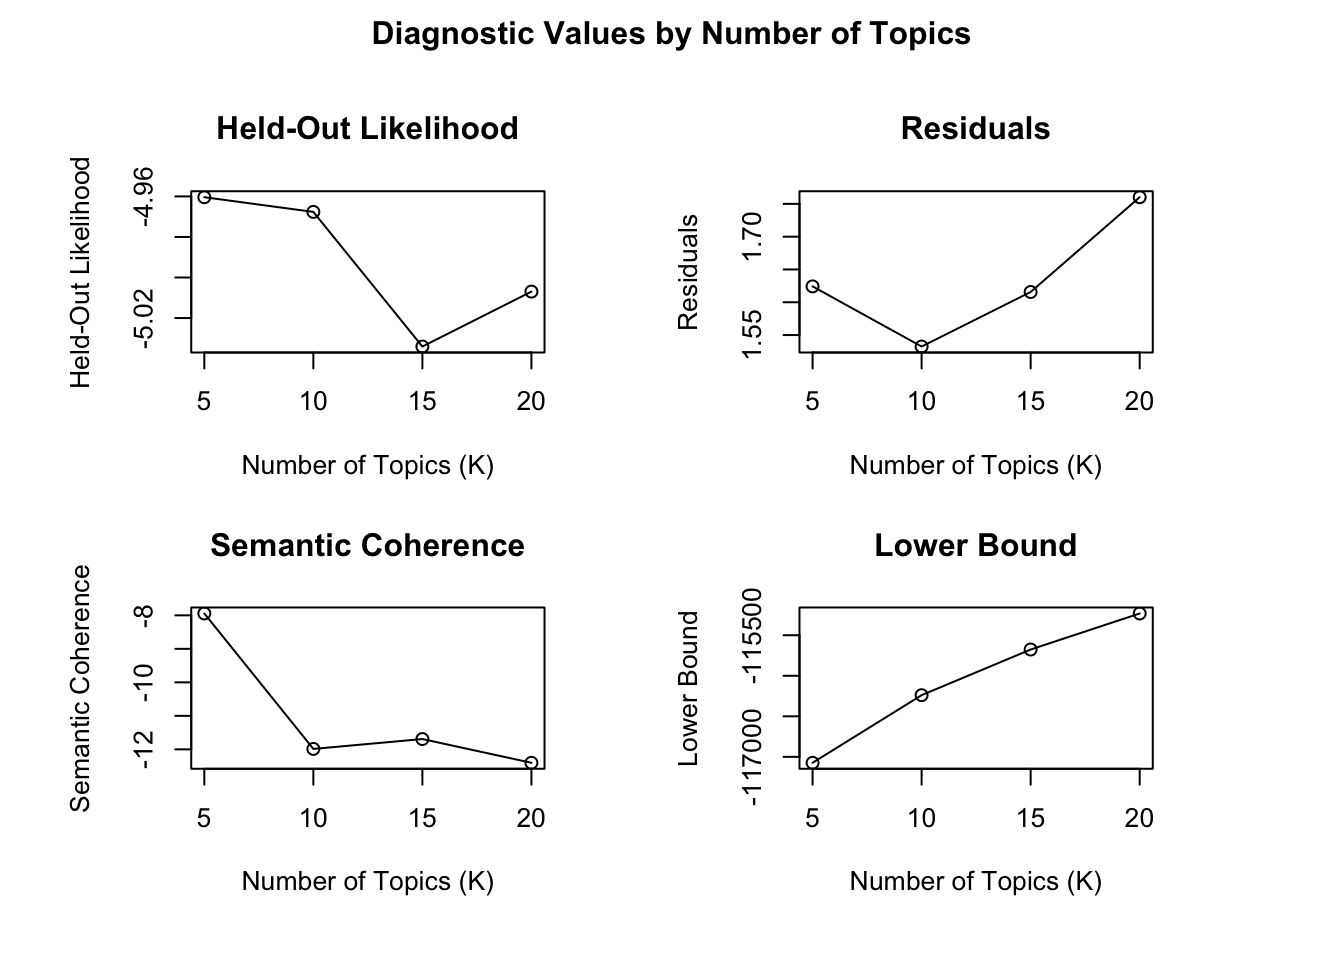 Diagnostic Values by Number of Topics
Held-Out Likelihood
Held-Out Likelihood
-4.96
-5.02
5 10 15 20
Number of Topics (K)
Residuals
Residuals
1.70
1.55
5 10 15 20
Number of Topics (K)
Semantic Coherence
Semantic Coherence
-8
-10
-12
5 10 15 20
Number of Topics (K)
Lower Bound
Lower Bound
-115500
-117000
5 10 15 20
Number of Topics (K)